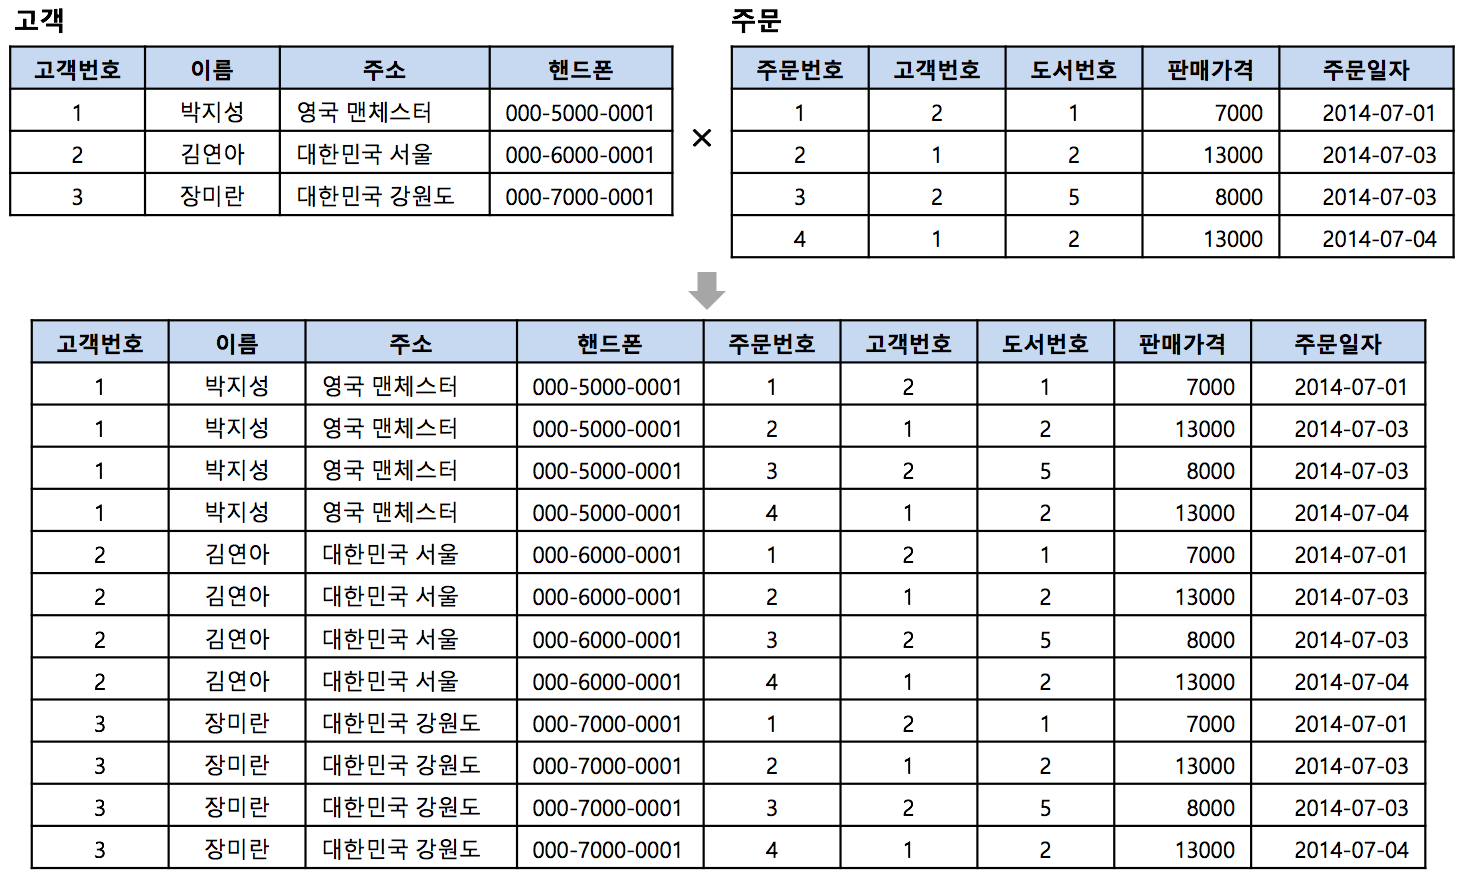 고객
고객번호 이름 주소 핸드폰
1 박지성 영국 맨체스터 000-5000-0001
2 김연아 대한민국 서울 000-6000-0001
3 장미란 대한민국 강원도 000-7000-0001
×
주문
주문번호 고객번호 도서번호 판매가격 주문일자
1 2 1 7000 2014-07-01
2 1 2 13000 2014-07-03
3 2 5 8000 2014-07-03
4 1 2 13000 2014-07-04
고객번호 이름 주소 핸드폰 주문번호 고객번호 도서번호 판매가격 주문일자
1 박지성 영국 맨체스터 000-5000-0001 1 2 1 7000 2014-07-01
1 박지성 영국 맨체스터 000-5000-0001 2 1 2 13000 2014-07-03
1 박지성 영국 맨체스터 000-5000-0001 3 2 5 8000 2014-07-03
1 박지성 영국 맨체스터 000-5000-0001 4 1 2 13000 2014-07-04
2 김연아 대한민국 서울 000-6000-0001 1 2 1 7000 2014-07-01
2 김연아 대한민국 서울 000-6000-0001 2 1 2 13000 2014-07-03
2 김연아 대한민국 서울 000-6000-0001 3 2 5 8000 2014-07-03
2 김연아 대한민국 서울 000-6000-0001 4 1 2 13000 2014-07-04
3 장미란 대한민국 강원도 000-7000-0001 1 2 1 7000 2014-07-01
3 장미란 대한민국 강원도 000-7000-0001 2 1 2 13000 2014-07-03
3 장미란 대한민국 강원도 000-7000-0001 3 2 5 8000 2014-07-03
3 장미란 대한민국 강원도 000-7000-0001 4 1 2 13000 2014-07-04